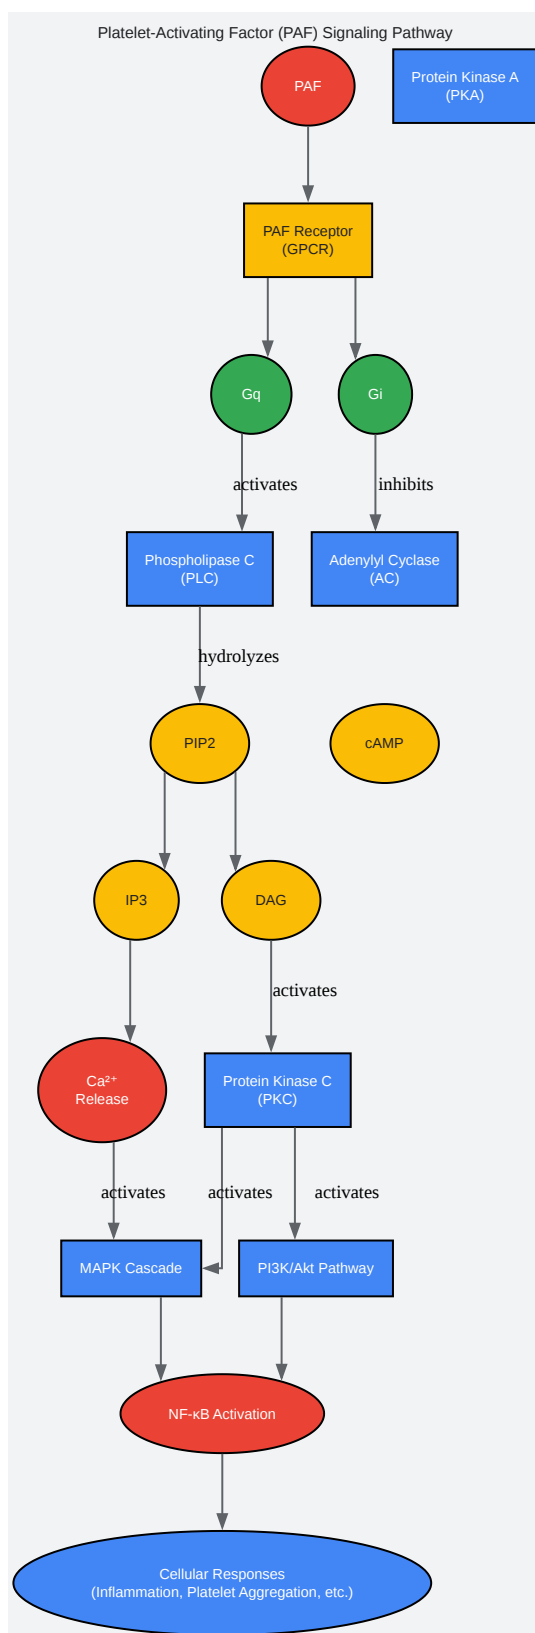 Platelet-Activating Factor (PAF) Signaling Pathway
PAF
Protein Kinase A
(PKA)
PAF Receptor
(GPCR)
Gq
Gi
activates
inhibits
Phospholipase C
(PLC)
Adenylyl Cyclase
(AC)
hydrolyzes
PIP2
cAMP
IP3
DAG
activates
Ca²⁺
Release
Protein Kinase C
(PKC)
activates
activates
activates
MAPK Cascade
PI3K/Akt Pathway
NF-κB Activation
Cellular Responses
(Inflammation, Platelet Aggregation, etc.)